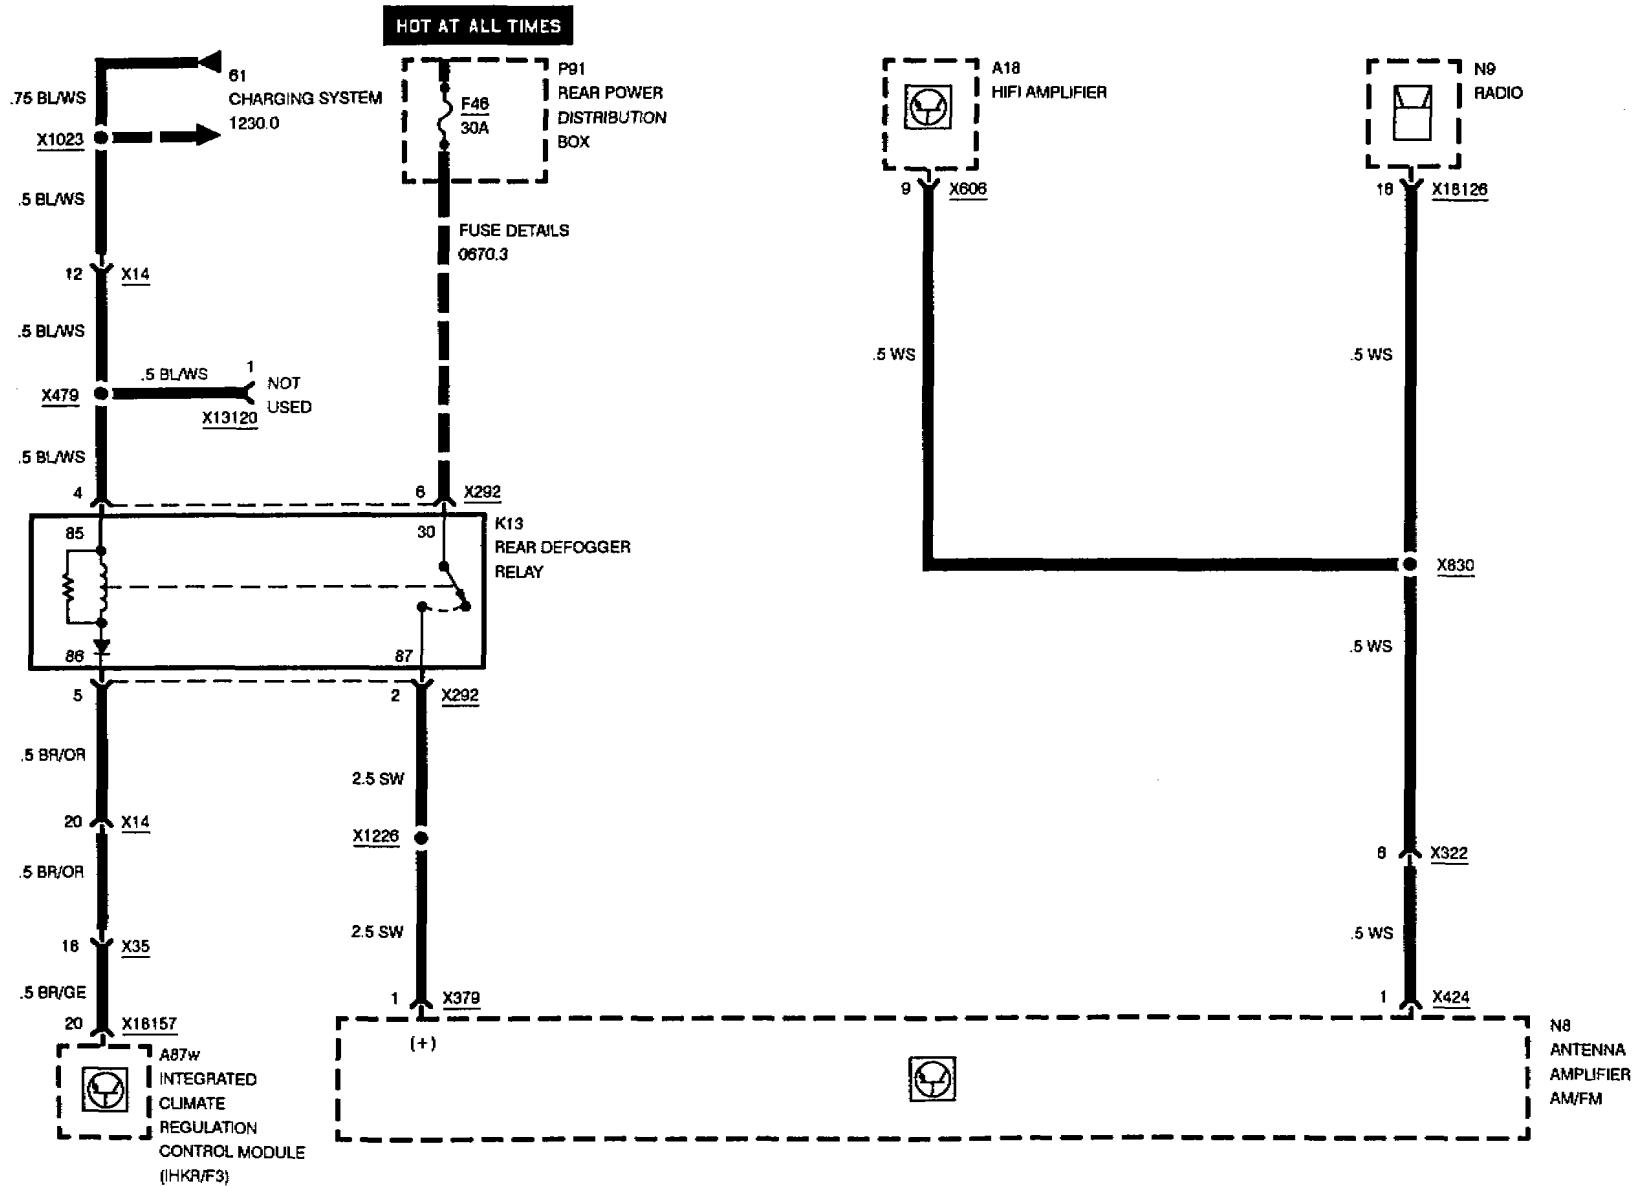 HOT AT ALL TIMES
61
CHARGING SYSTEM
1230.0
.75 BL/WS
X1023
.5 BL/WS
12 X14
.5 BL/WS
.5 BL/WS 1
NOT
USED
X479
X13120
.5 BL/WS
4
P91
REAR POWER
DISTRIBUTION
BOX
F46
30A
FUSE DETAILS
0670.3
6 X292
85
30
K13
REAR DEFOGGER
RELAY
86
87
5
2 X292
.5 BR/OR
20 X14
.5 BR/OR
16 X35
.5 BR/GE
20 X16157
A87w
INTEGRATED
CLIMATE
REGULATION
CONTROL MODULE
(IHKR/F3)
2.5 SW
X1226
2.5 SW
1 X379
(+)
A18
HIFI AMPLIFIER
9 X606
.5 WS
N9
RADIO
16 X18126
.5 WS
X830
.5 WS
8 X322
.5 WS
1 X424
N8
ANTENNA
AMPLIFIER
AM/FM